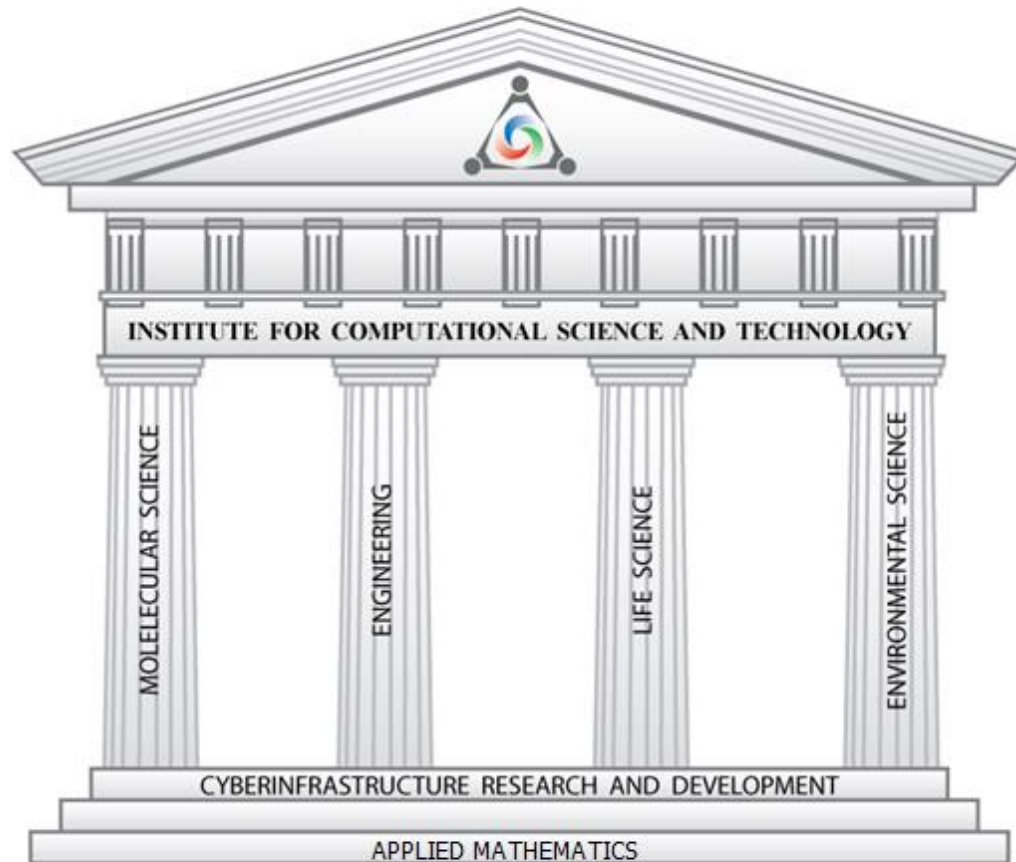 INSTITUTE FOR COMPUTATIONAL SCIENCE AND TECHNOLOGY
MOLELECULAR SCIENCE
ENGINEERING
LIFE SCIENCE
ENVIRONMENTAL SCIENCE
CYBERINFRASTRUCTURE RESEARCH AND DEVELOPMENT
APPLIED MATHEMATICS